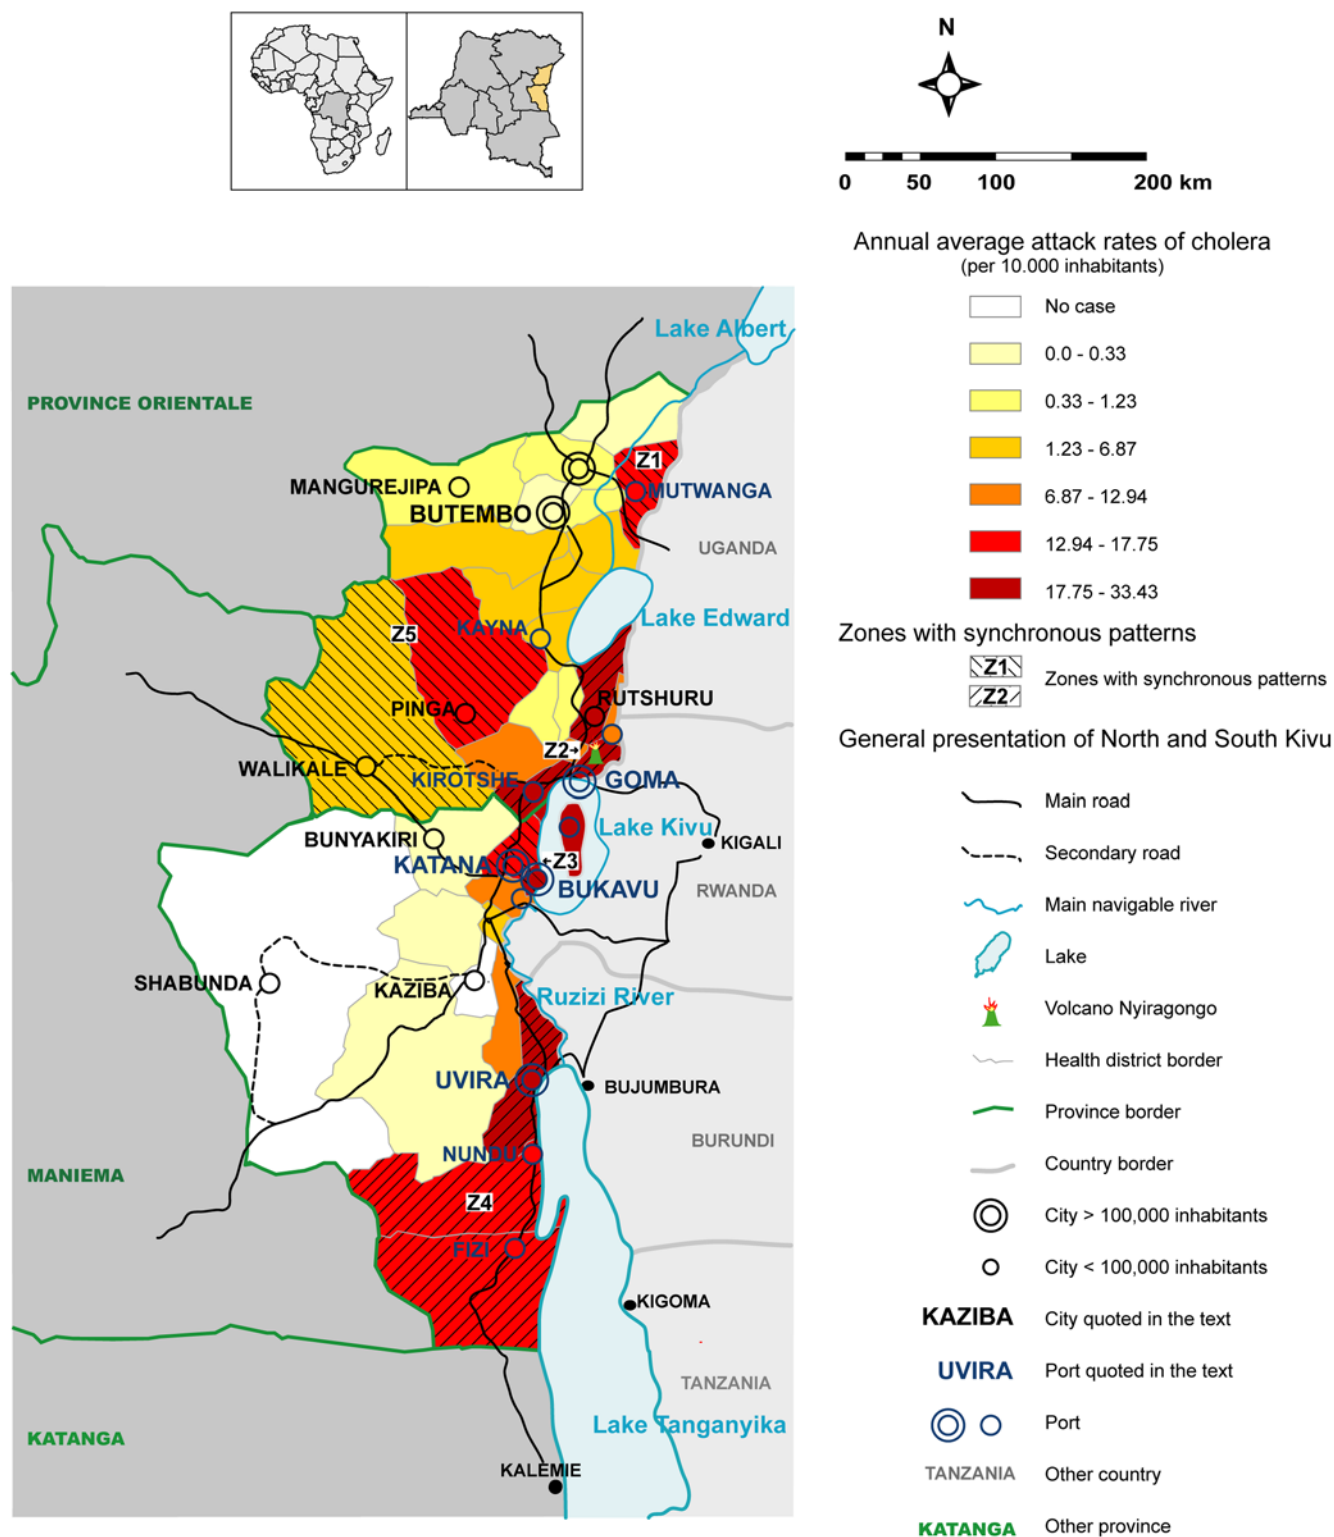 N
0 50 100 200 km
Annual average attack rates of cholera
(per 10.000 inhabitants)
No case
0.0 - 0.33
0.33 - 1.23
1.23 - 6.87
6.87 - 12.94
12.94 - 17.75
17.75 - 33.43
Zones with synchronous patterns
Z1
Z2
Zones with synchronous patterns
General presentation of North and South Kivu
Main road
Secondary road
Main navigable river
Lake
Volcano Nyiragongo
Health district border
Province border
Country border
City > 100,000 inhabitants
City < 100,000 inhabitants
KAZIBA City quoted in the text
UVIRA Port quoted in the text
Port
TANZANIA Other country
KATANGA Other province
Lake Albert
PROVINCE ORIENTALE
Z1
MANGUREJIPA
MUTWANGA
BUTEMBO
UGANDA
Lake Edward
KAYNA
Z5
RUTSHURU
PINGA
Z2
WALIKALE
KIROTSHE
GOMA
Lake Kivu
BUNYAKIRI
KIGALI
KATANA
Z3
BUKAVU
RWANDA
SHABUNDA
KAZIBA
Ruzizi River
UVIRA
BUJUMBURA
BURUNDI
NUNDU
MANIEMA
Z4
FIZI
KIGOMA
TANZANIA
Lake Tanganyika
KATANGA
KALEMIE